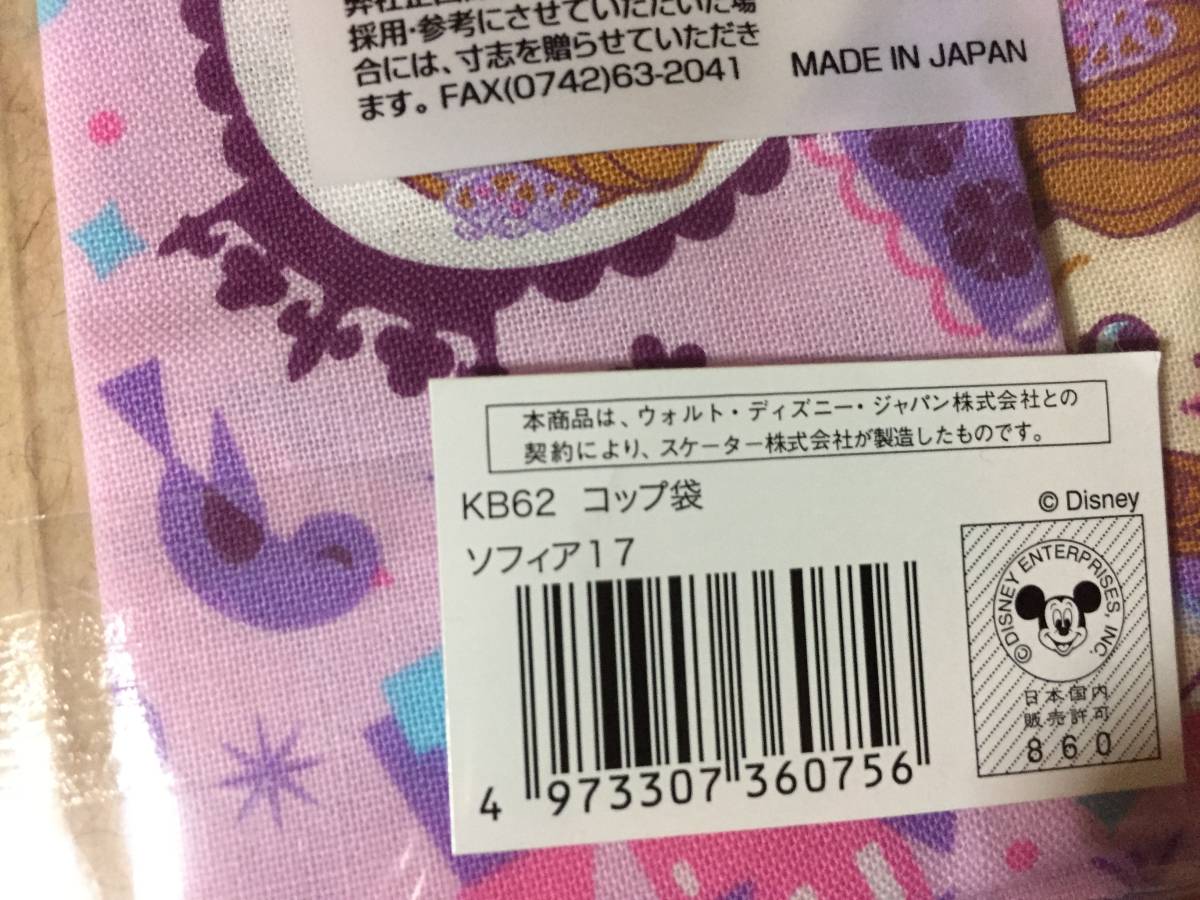 採用・参考にさせていただいた場
合には、寸志を贈らせていただき
ます。FAX(0742)63-2041
MADE IN JAPAN
本商品は、ウォルト・ディズニー・ジャパン株式会社との
契約により、スケーター株式会社が製造したものです。
KB62 コップ袋
© Disney
ソフィア17
© DISNEY ENTERPRISES, INC.
日本国内
販売許可
860
4 973307 360756